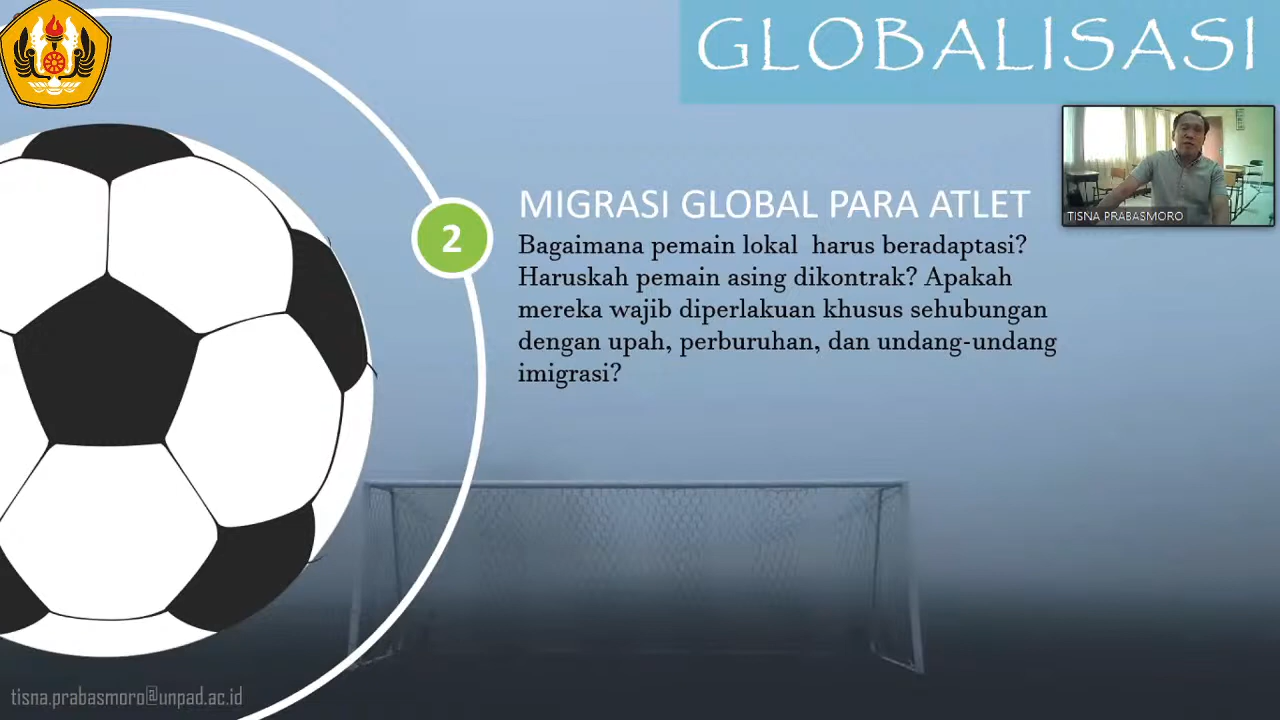 GLOBALISASI
TISNA PRABASMORO
2
MIGRASI GLOBAL PARA ATLET
Bagaimana pemain lokal harus beradaptasi?
Haruskah pemain asing dikontrak? Apakah
mereka wajib diperlakuan khusus sehubungan
dengan upah, perburuhan, dan undang-undang
imigrasi?
tisna.prabasmoro@unpad.ac.id